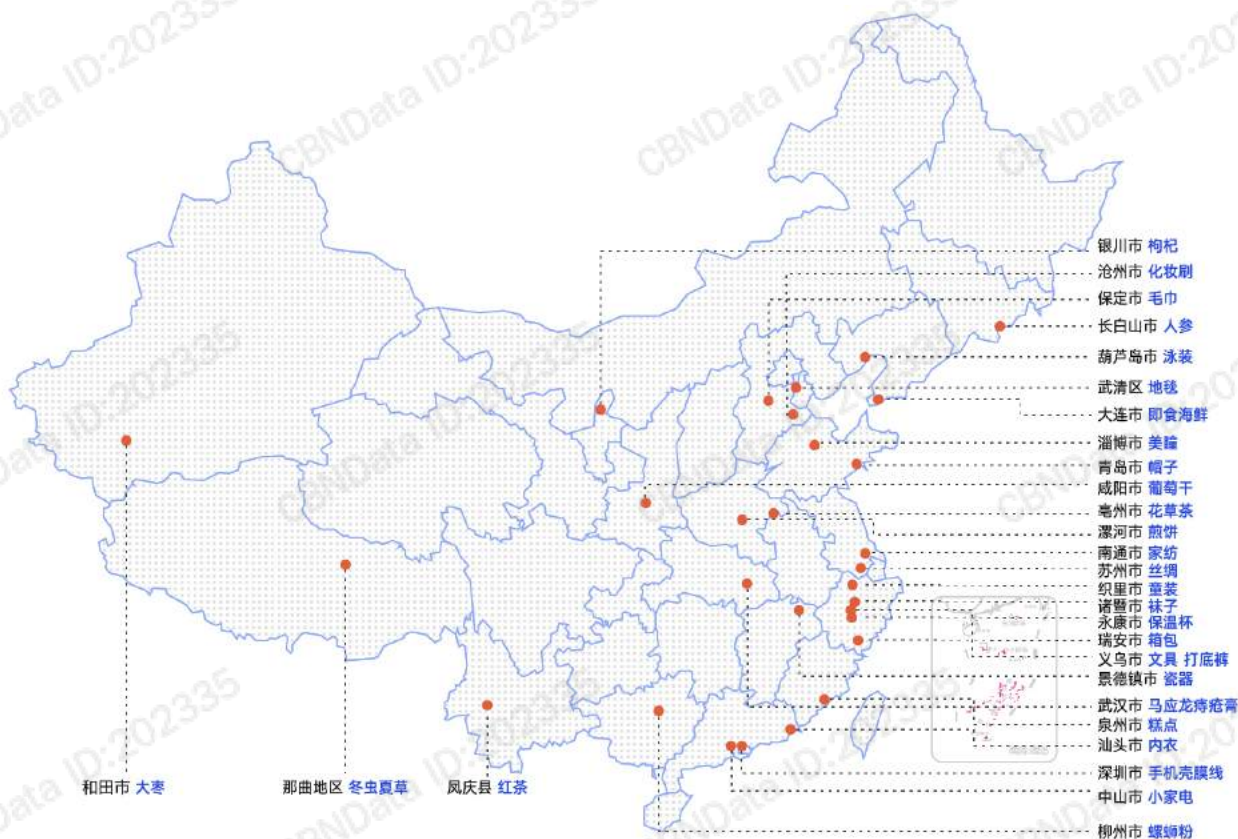 银川市 枸杞
沧州市 化妆刷
保定市 毛巾
长白山市 人参
葫芦岛市 泳装
武清区 地毯
大连市 即食海鲜
淄博市 美瞳
青岛市 帽子
咸阳市 葡萄干
亳州市 花草茶
漯河市 煎饼
南通市 家纺
苏州市 丝绸
织里市 童装
诸暨市 袜子
永康市 保温杯
瑞安市 箱包
义乌市 文具 打底裤
景德镇市 瓷器
武汉市 马应龙痔疮膏
泉州市 糕点
汕头市 内衣
深圳市 手机壳膜线
中山市 小家电
柳州市 螺蛳粉
和田市 大枣
那曲地区 冬虫夏草
凤庆县 红茶
CBNData ID:202335